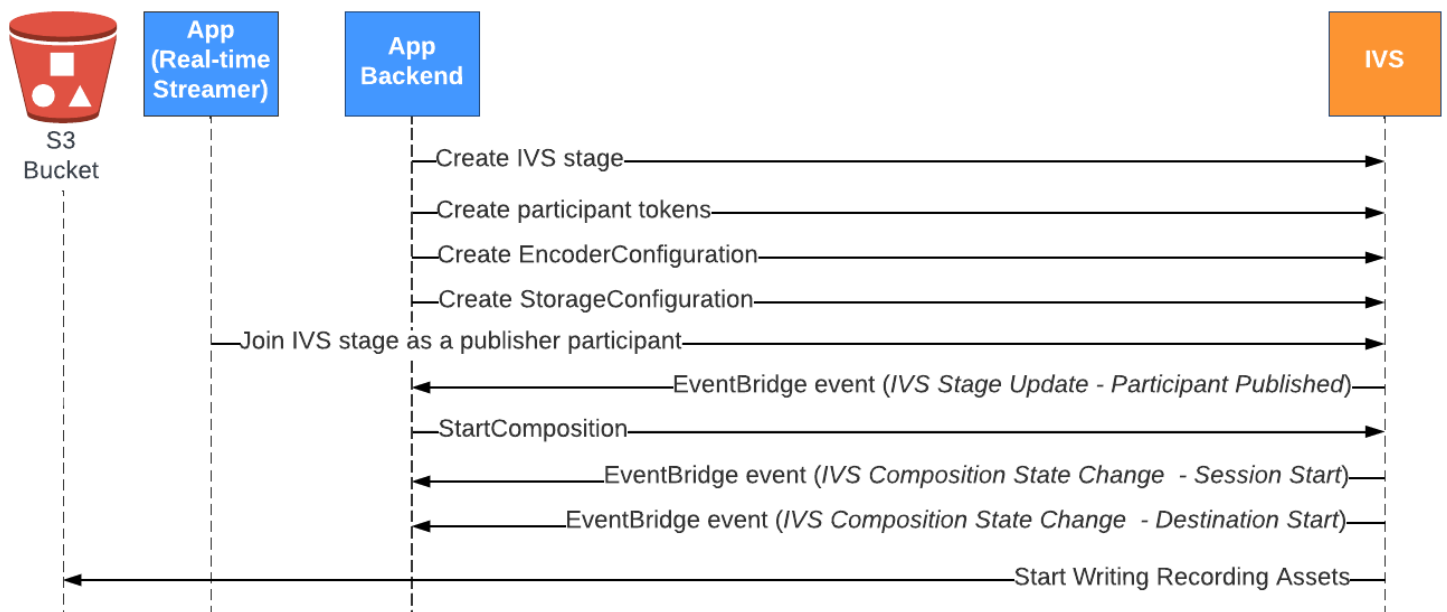 App
(Real-time
Streamer)
App
Backend
IVS
S3
Bucket
Create IVS stage
Create participant tokens
Create EncoderConfiguration
Create StorageConfiguration
Join IVS stage as a publisher participant
EventBridge event (IVS Stage Update - Participant Published)
StartComposition
EventBridge event (IVS Composition State Change - Session Start)
EventBridge event (IVS Composition State Change - Destination Start)
Start Writing Recording Assets